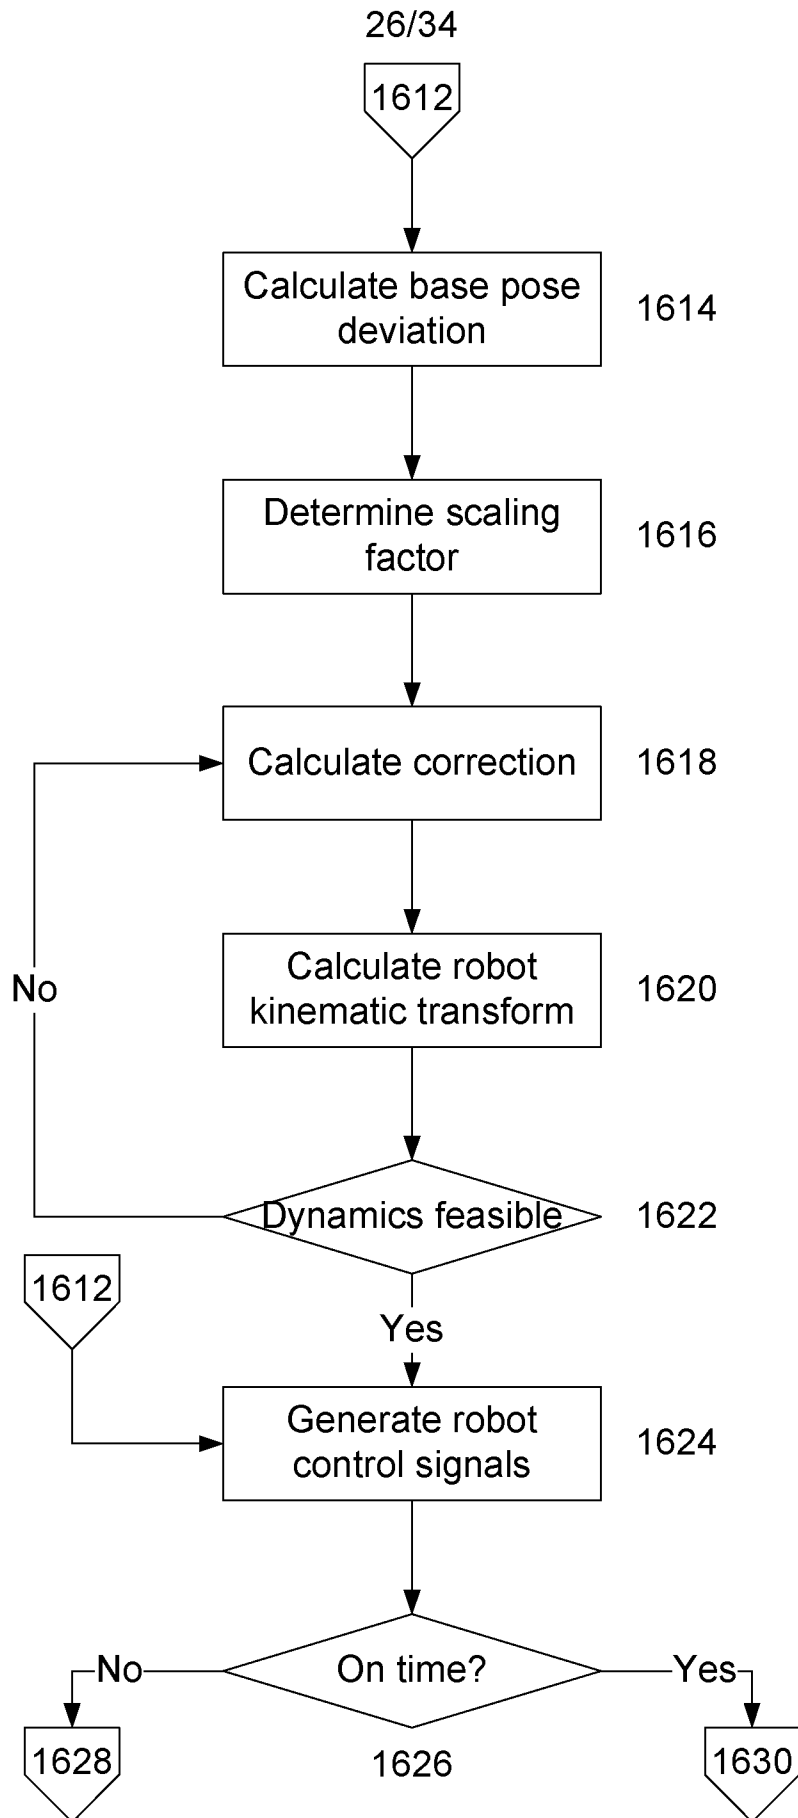 26/34
1612
Calculate base pose
deviation
1614
Determine scaling
factor
1616
Calculate correction
1618
Calculate robot
kinematic transform
1620
No
Dynamics feasible
1622
1612
Yes
Generate robot
control signals
1624
No
On time?
Yes
1628
1626
1630